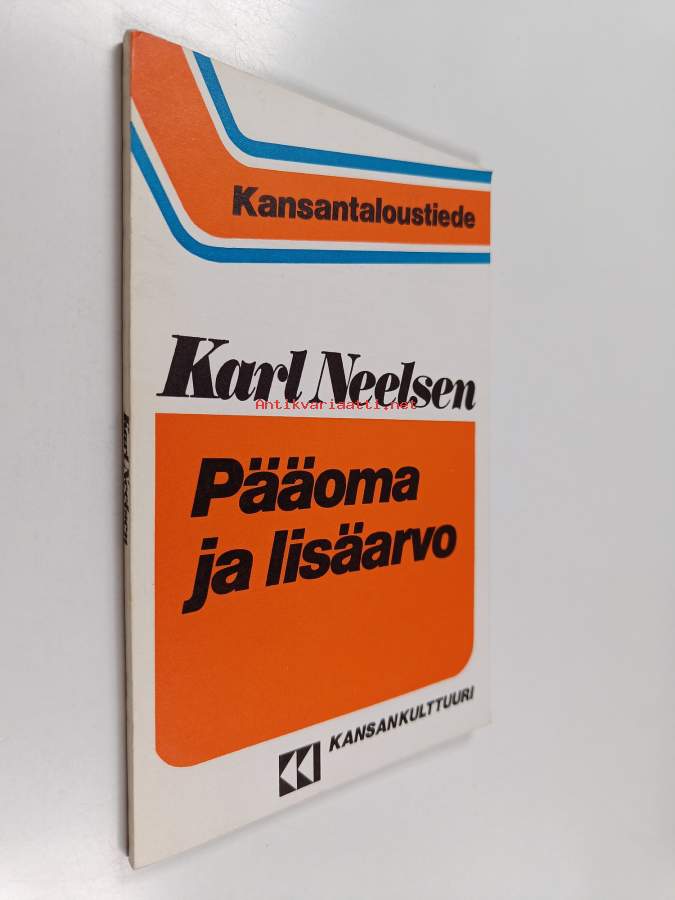 Kansantaloustiede
Karl Neelsen
Antikvariaatti.net
Pääoma
ja lisäarvo
KANSANKULTTUURI
Karl Neelsen